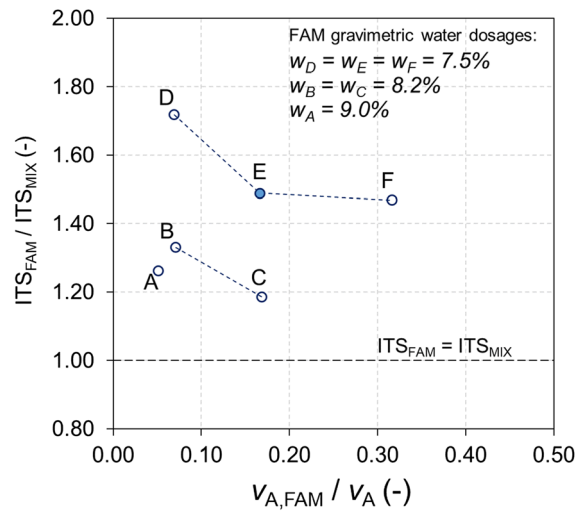 2.00
1.80
1.60
1.40
1.20
1.00
0.80
ITS_FAM / ITS_MIX (-)
FAM gravimetric water dosages:
w_D = w_E = w_F = 7.5%
w_B = w_C = 8.2%
w_A = 9.0%
D
E
F
B
A
C
ITS_FAM = ITS_MIX
0.00 0.10 0.20 0.30 0.40 0.50
v_A,FAM / v_A (-)